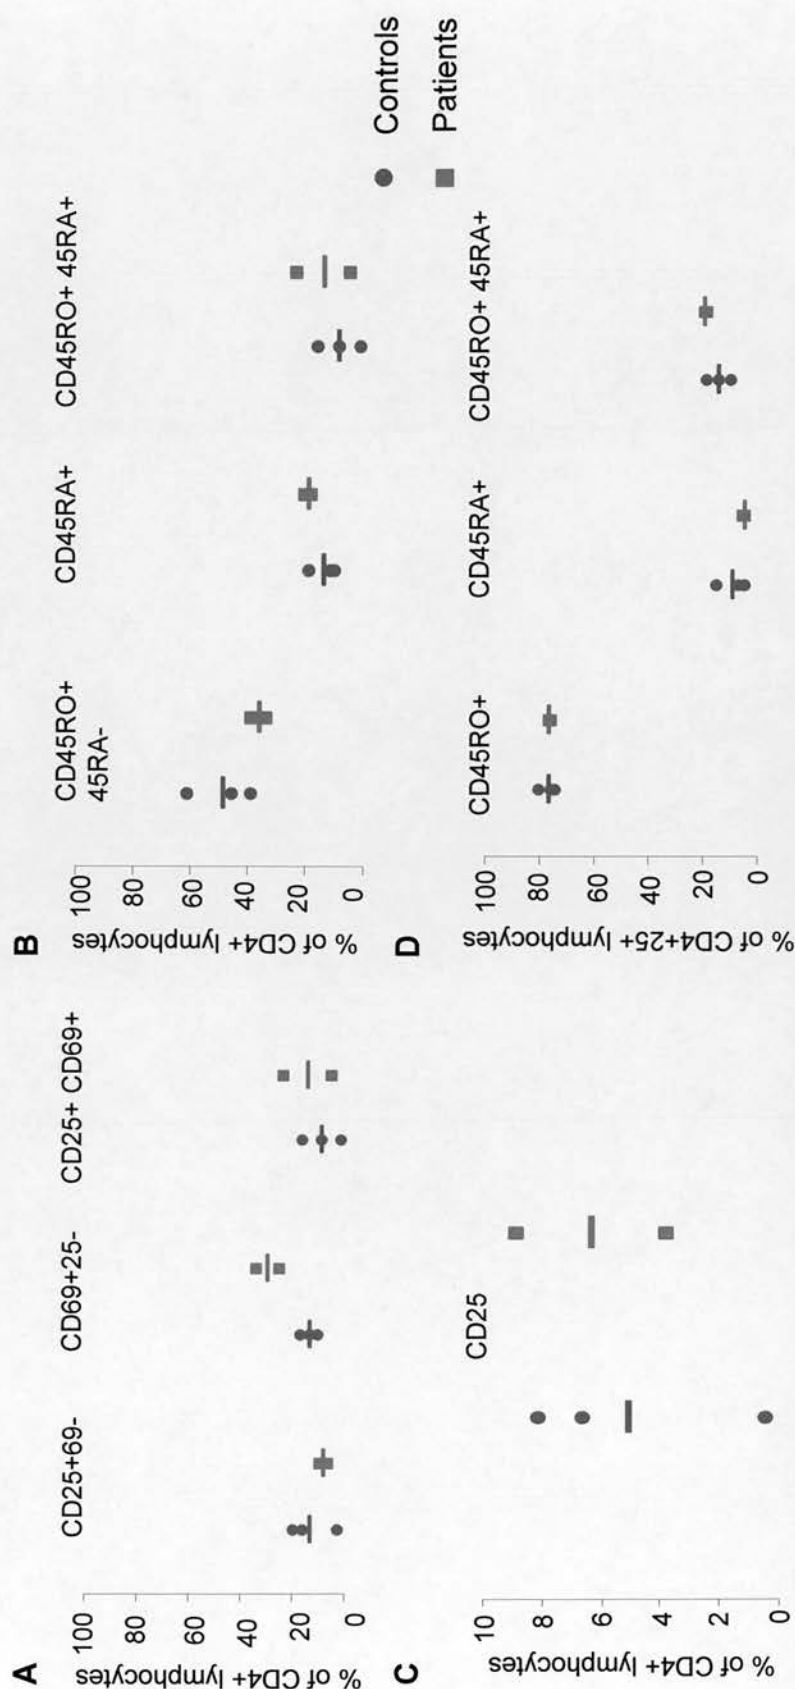 A
CD25+69-
CD69+25-
CD25+ CD69+
% of CD4+ lymphocytes
100
80
60
40
20
0
B
CD45RO+
45RA-
CD45RA+
CD45RO+ 45RA+
% of CD4+ lymphocytes
100
80
60
40
20
0
Controls
Patients
C
CD25
% of CD4+ lymphocytes
10
8
6
4
2
0
D
CD45RO+
CD45RA+
CD45RO+ 45RA+
% of CD4+25+ lymphocytes
100
80
60
40
20
0